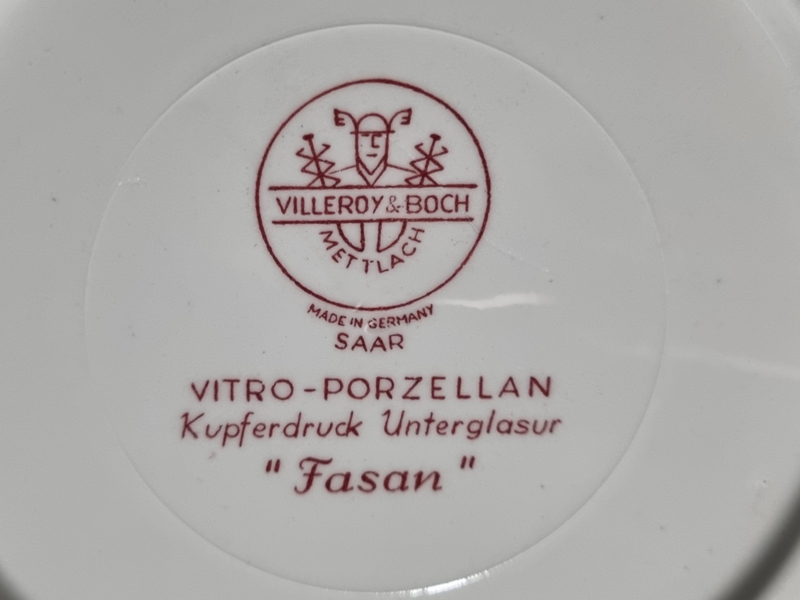 VILLEROY & BOCH
METTLACH
MADE IN GERMANY
SAAR
VITRO-PORZELLAN
Kupferdruck Unterglasur
"Fasan"